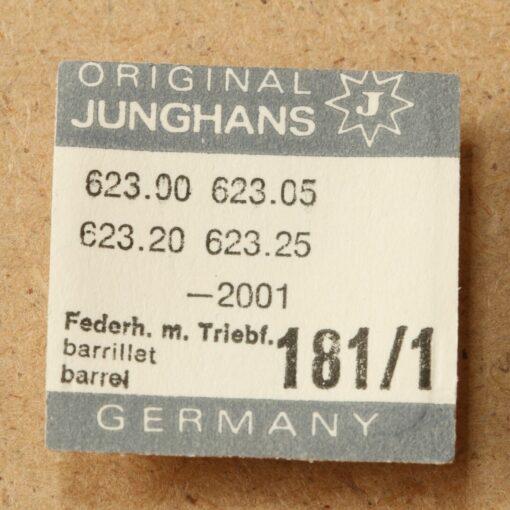 ORIGINAL
JUNGHANS J
623.00 623.05
623.20 623.25
—2001
Federh. m. Triebf.
barrillet
barrel
181/1
GERMANY